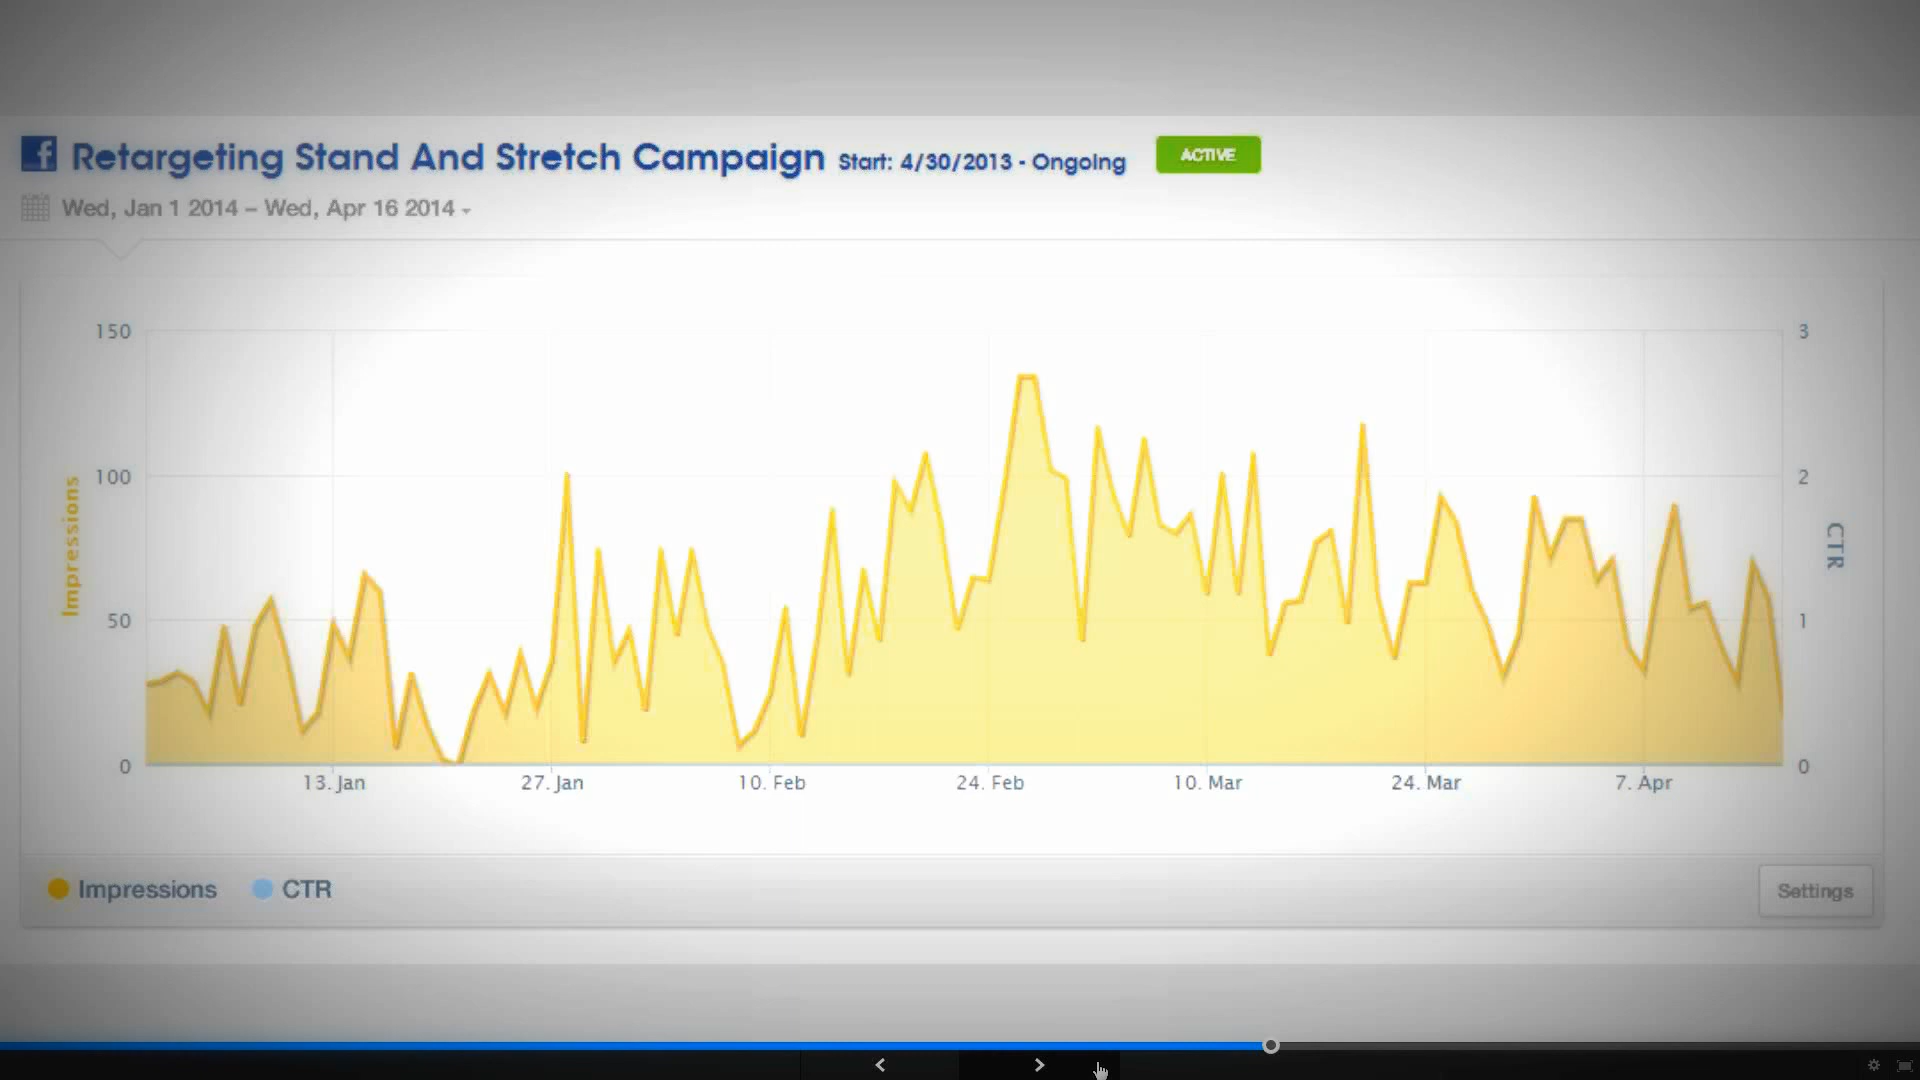 Retargeting Stand And Stretch Campaign Start: 4/30/2013 - Ongoing ACTIVE
Wed, Jan 1 2014 – Wed, Apr 16 2014
150
100
50
0
Impressions
3
2
1
0
CTR
13. Jan 27. Jan 10. Feb 24. Feb 10. Mar 24. Mar 7. Apr
Impressions CTR Settings